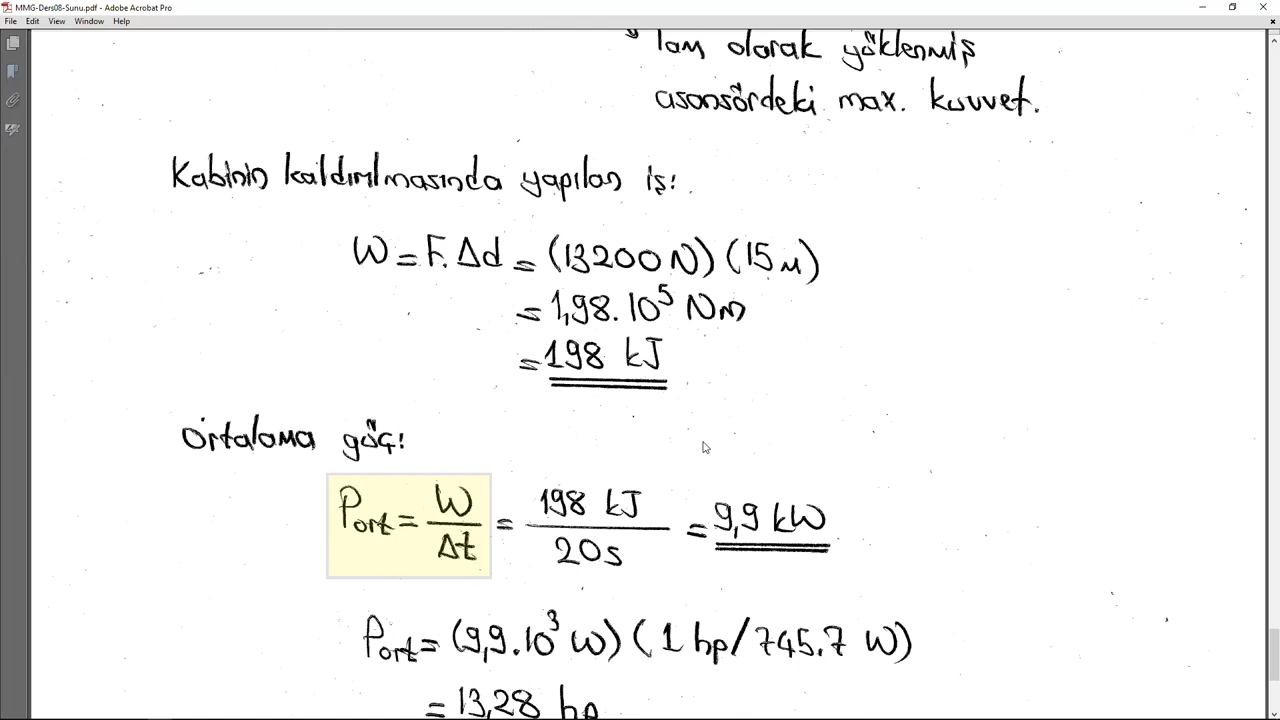 MMG-Ders08-Sunu.pdf - Adobe Acrobat Pro
File Edit View Window Help
Tam olarak yüklenmiş
asansördeki max. kuvvet.
Kabinin kaldırılmasında yapılan iş:
W = F.Δd = (13200 N) (15 m)
= 1,98.10⁵ Nm
= 198 kJ
Ortalama güç:
Port = W/Δt = 198 kJ/20s = 9,9 kW
Port = (9,9.10³ W) (1 hp/745.7 W)
= 13,28 hp